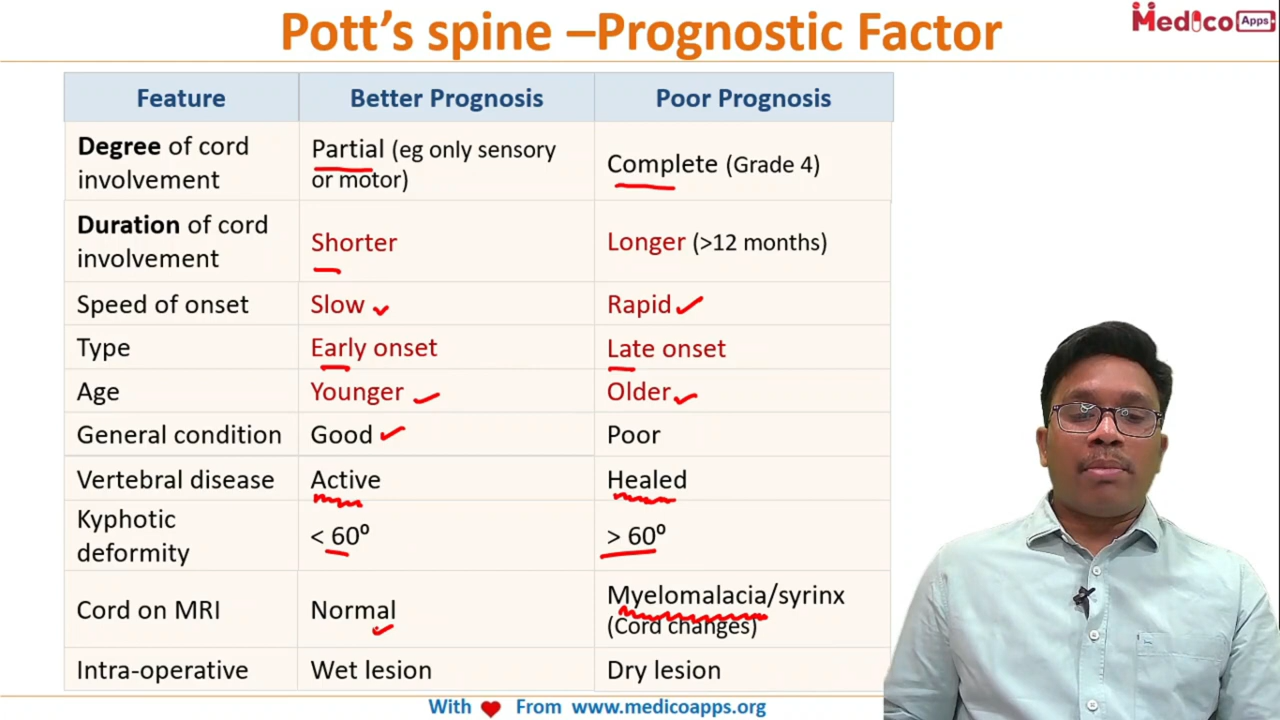 Pott's spine –Prognostic Factor
Medico Apps
Feature Better Prognosis Poor Prognosis
Degree of cord involvement Partial (eg only sensory or motor) Complete (Grade 4)
Duration of cord involvement Shorter Longer (>12 months)
Speed of onset Slow Rapid
Type Early onset Late onset
Age Younger Older
General condition Good Poor
Vertebral disease Active Healed
Kyphotic deformity < 60⁰ > 60⁰
Cord on MRI Normal Myelomalacia/syrinx (Cord changes)
Intra-operative Wet lesion Dry lesion
With From www.medicoapps.org